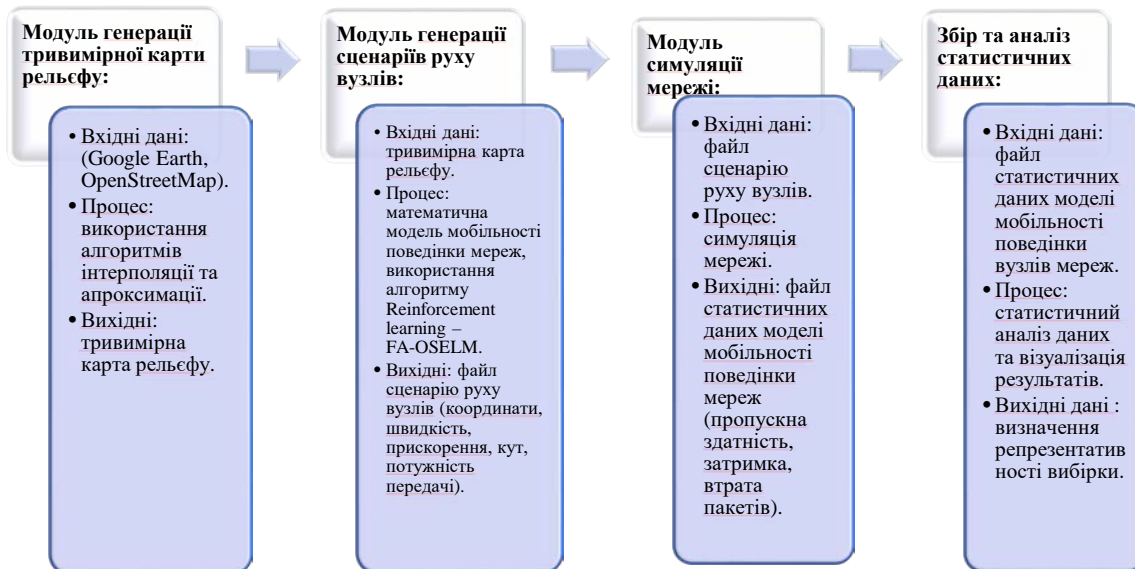 Модуль генерації
тривимірної карти
рельєфу:
• Вхідні дані:
(Google Earth,
OpenStreetMap).
• Процес:
використання
алгоритмів
інтерполяції та
апроксимації.
• Вихідні:
тривимірна
карта рельєфу.
Модуль генерації
сценаріїв руху
вузлів:
• Вхідні дані:
тривимірна карта
рельєфу.
• Процес:
математична
модель мобільності
поведінки мереж,
використання
алгоритму
Reinforcement
learning –
FA-OSELM.
• Вихідні: файл
сценарію руху
вузлів (координати,
швидкість,
прискорення, кут,
потужність
передачі).
Модуль
симуляції
мережі:
• Вхідні дані:
файл
сценарію
руху вузлів.
• Процес:
симуляція
мережі.
• Вихідні: файл
статистичних
даних моделі
мобільності
поведінки
мереж
(пропускна
здатність,
затримка,
втрата
пакетів).
Збір та аналіз
статистичних
даних:
• Вхідні дані:
файл
статистичних
даних моделі
мобільності
поведінки
вузлів мереж.
• Процес:
статистичний
аналіз даних
та візуалізація
результатів.
• Вихідні дані :
визначення
репрезентатив
ності вибірки.